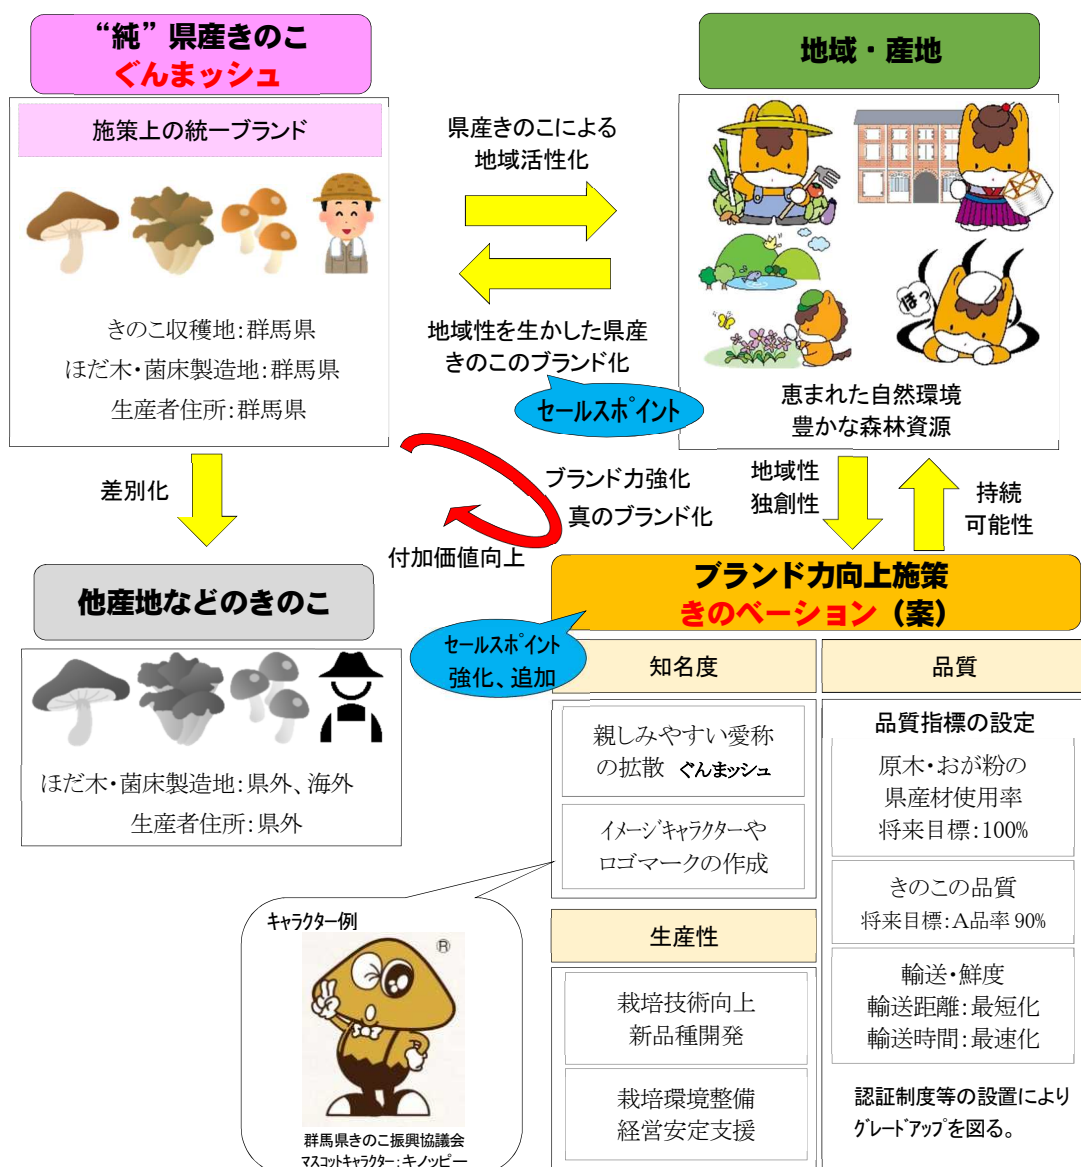 “純”県産きのこ
ぐんまッシュ
施策上の統一ブランド
きのこ収穫地:群馬県
ほだ木・菌床製造地:群馬県
生産者住所:群馬県
県産きのこによる
地域活性化
地域性を生かした県産
きのこのブランド化
セールスポイント
地域・産地
ほっ
恵まれた自然環境
豊かな森林資源
差別化
ブランド力強化
真のブランド化
付加価値向上
地域性
独創性
持続
可能性
他産地などのきのこ
ほだ木・菌床製造地:県外、海外
生産者住所:県外
ブランド力向上施策
きのベーション(案)
セールスポイント
強化、追加
知名度
親しみやすい愛称
の拡散 ぐんまッシュ
イメージキャラクターや
ロゴマークの作成
生産性
栽培技術向上
新品種開発
栽培環境整備
経営安定支援
品質
品質指標の設定
原木・おが粉の
県産材使用率
将来目標:100%
きのこの品質
将来目標:A品率 90%
輸送・鮮度
輸送距離:最短化
輸送時間:最速化
認証制度等の設置により
グレードアップを図る。
キャラクター例
®
群馬県きのこ振興協議会
マスコットキャラクター:キノッピー